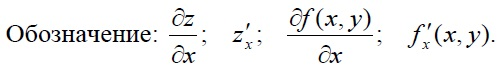 Обозначение: ∂z/∂x; z′ₓ; ∂f(x, y)/∂x; f′ₓ(x, y).